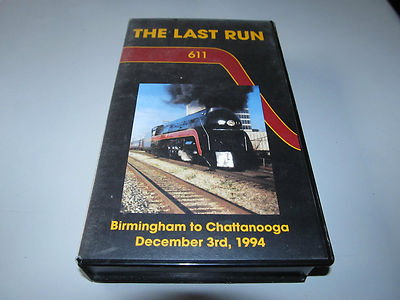 THE LAST RUN
611
Birmingham to Chattanooga
December 3rd, 1994